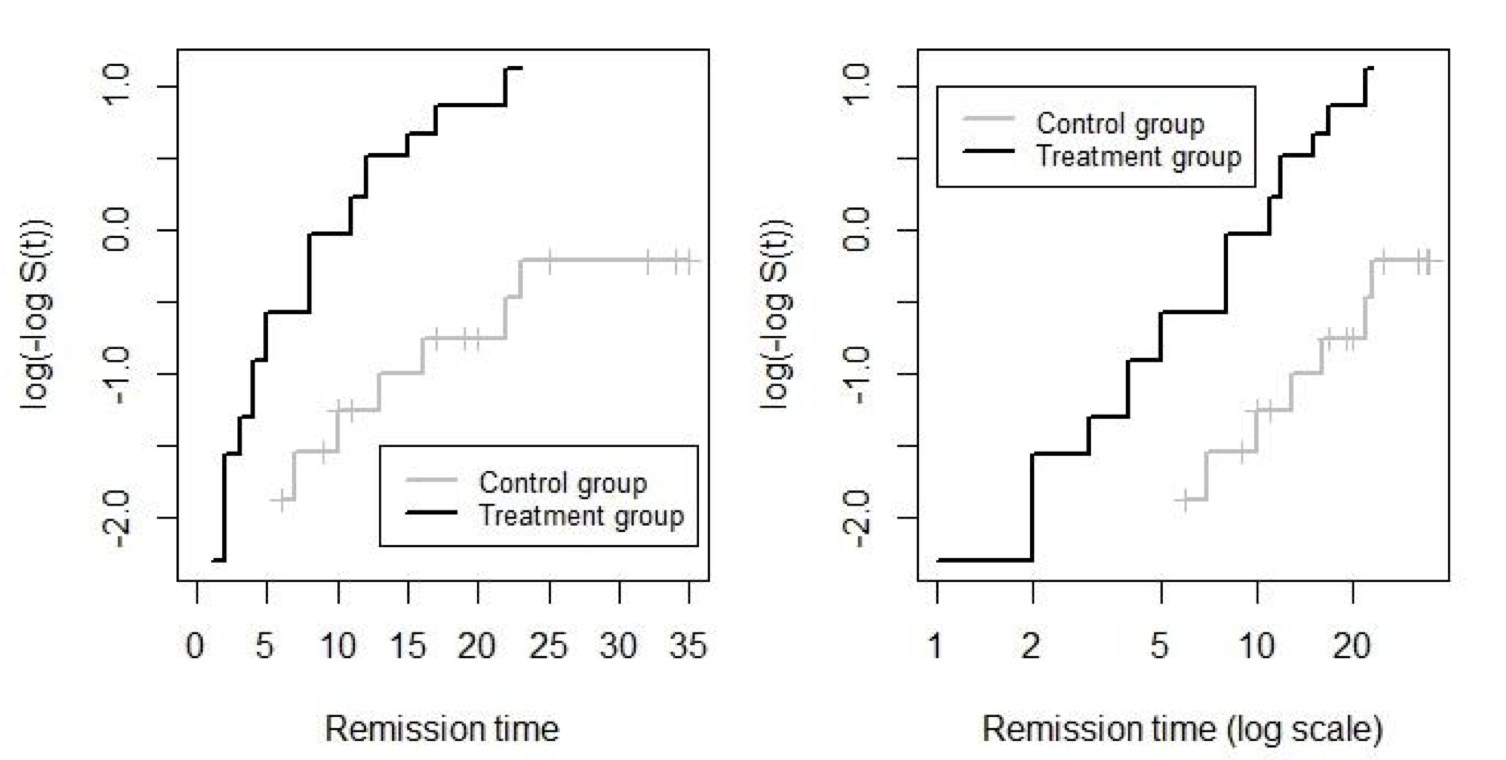 log(-log S(t))
1.0
0.0
-1.0
-2.0
Control group
Treatment group
0 5 10 15 20 25 30 35
Remission time
log(-log S(t))
1.0
0.0
-1.0
-2.0
Control group
Treatment group
1 2 5 10 20
Remission time (log scale)